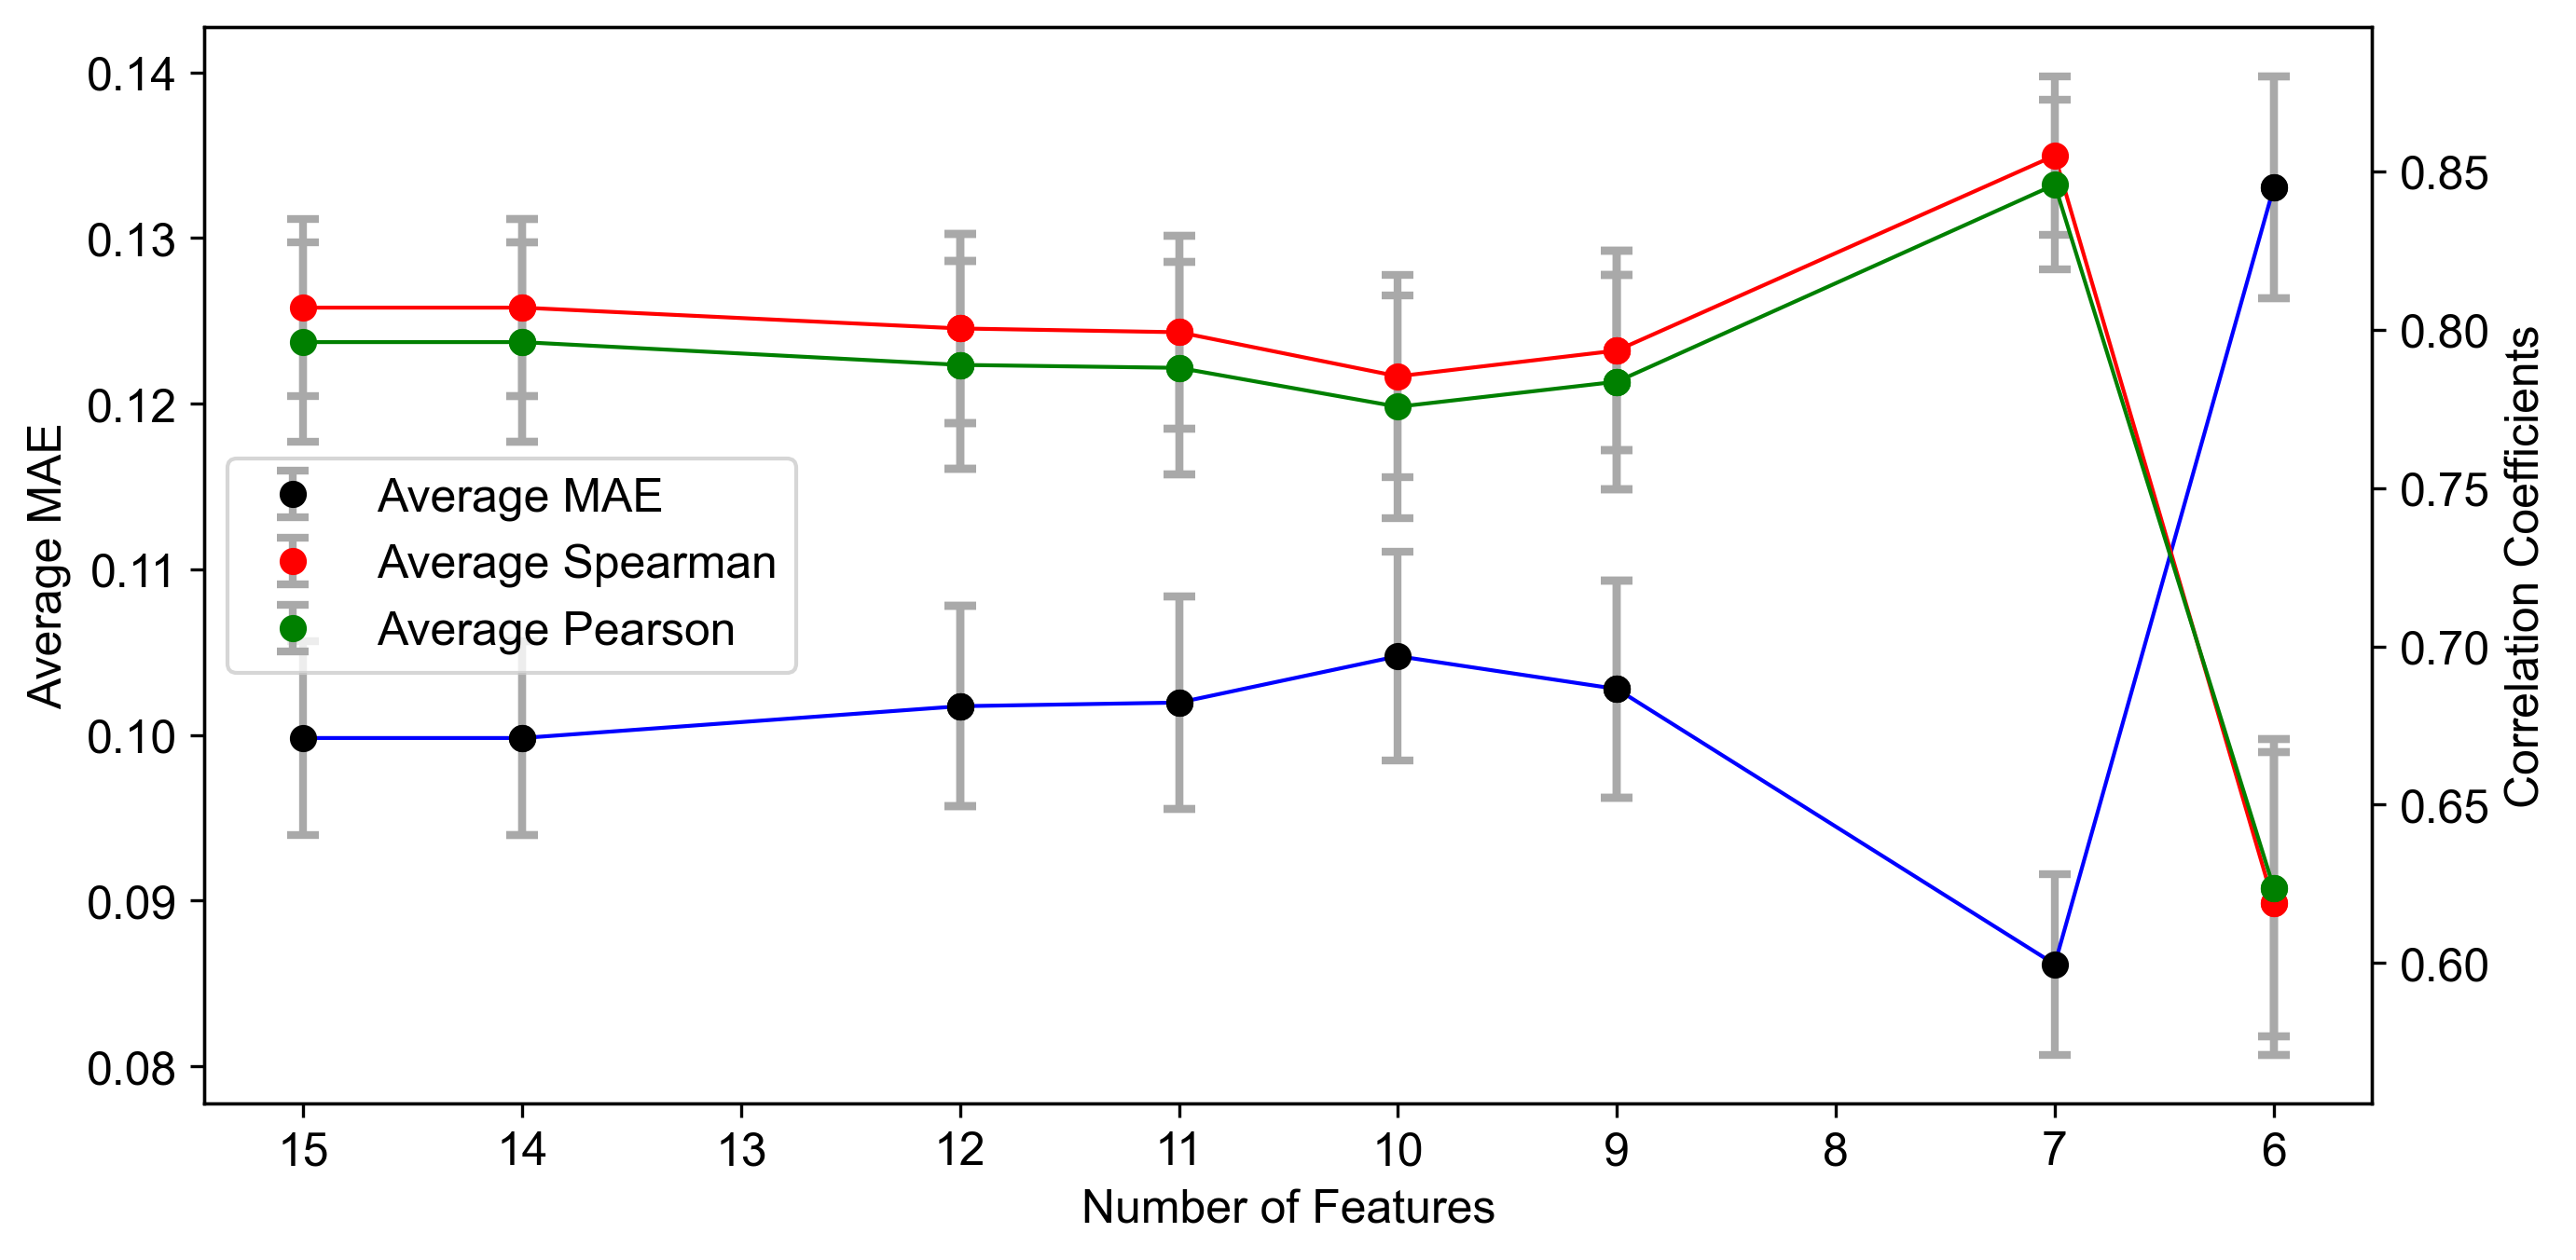 0.14
0.13
0.12
0.11
0.10
0.09
0.08
Average MAE
0.85
0.80
0.75
0.70
0.65
0.60
Correlation Coefficients
Average MAE
Average Spearman
Average Pearson
15 14 13 12 11 10 9 8 7 6
Number of Features